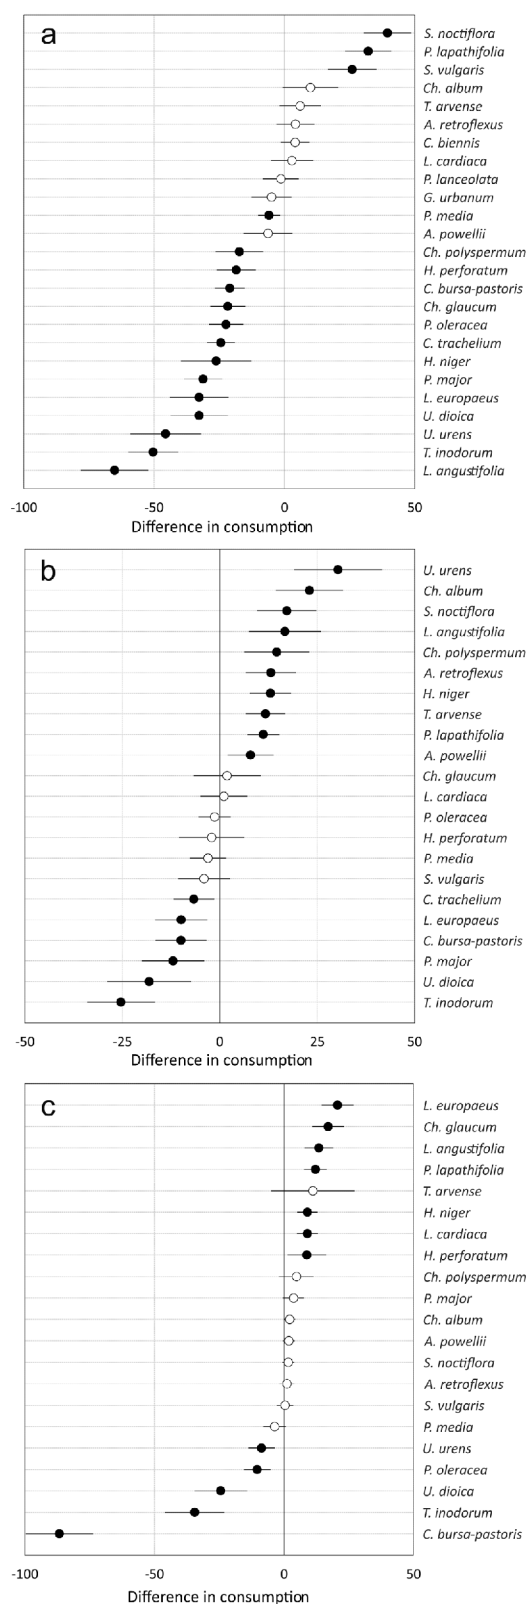 a
S. noctiflora
P. lapathifolia
S. vulgaris
Ch. album
T. arvense
A. retroflexus
C. biennis
L. cardiaca
P. lanceolata
G. urbanum
P. media
A. powellii
Ch. polyspermum
H. perforatum
C. bursa-pastoris
Ch. glaucum
P. oleracea
C. trachelium
H. niger
P. major
L. europaeus
U. dioica
U. urens
T. inodorum
L. angustifolia
-100 -50 0 50
Difference in consumption
b
U. urens
Ch. album
S. noctiflora
L. angustifolia
Ch. polyspermum
A. retroflexus
H. niger
T. arvense
P. lapathifolia
A. powellii
Ch. glaucum
L. cardiaca
P. oleracea
H. perforatum
P. media
S. vulgaris
C. trachelium
L. europaeus
C. bursa-pastoris
P. major
U. dioica
T. inodorum
-50 -25 0 25 50
Difference in consumption
c
L. europaeus
Ch. glaucum
L. angustifolia
P. lapathifolia
T. arvense
H. niger
L. cardiaca
H. perforatum
Ch. polyspermum
P. major
Ch. album
A. powellii
S. noctiflora
A. retroflexus
S. vulgaris
P. media
U. urens
P. oleracea
U. dioica
T. inodorum
C. bursa-pastoris
-100 -50 0 50
Difference in consumption